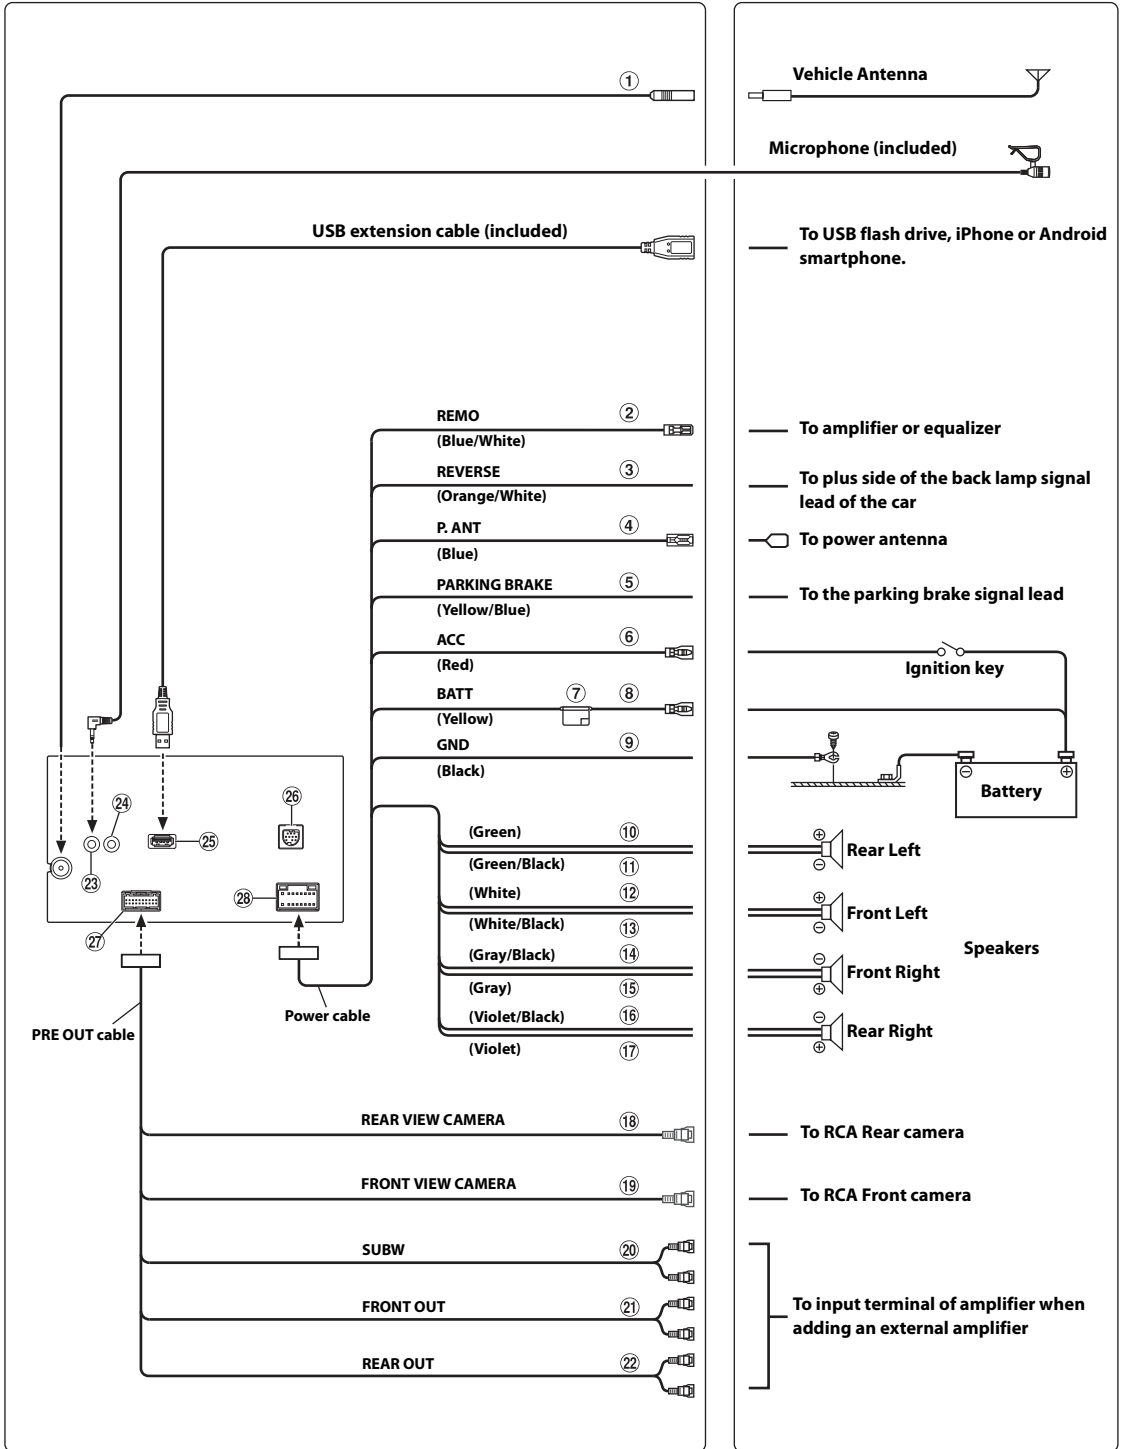 ①
Vehicle Antenna
Microphone (included)
USB extension cable (included)
To USB flash drive, iPhone or Android
smartphone.
REMO
②
(Blue/White)
To amplifier or equalizer
REVERSE
③
(Orange/White)
To plus side of the back lamp signal
lead of the car
P. ANT
④
(Blue)
To power antenna
PARKING BRAKE
⑤
(Yellow/Blue)
To the parking brake signal lead
ACC
⑥
(Red)
Ignition key
BATT
⑦
⑧
(Yellow)
GND
⑨
(Black)
⊖
⊕
Battery
㉔
㉖
㉕
㉓
㉘
㉗
(Green)
⑩
(Green/Black)
⑪
⊕
Rear Left
⊖
(White)
⑫
(White/Black)
⑬
⊕
Front Left
⊖
Speakers
(Gray/Black)
⑭
(Gray)
⑮
⊖
Front Right
⊕
(Violet/Black)
⑯
(Violet)
⑰
⊖
Rear Right
⊕
Power cable
PRE OUT cable
REAR VIEW CAMERA
⑱
To RCA Rear camera
FRONT VIEW CAMERA
⑲
To RCA Front camera
SUBW
⑳
FRONT OUT
㉑
To input terminal of amplifier when
adding an external amplifier
REAR OUT
㉒